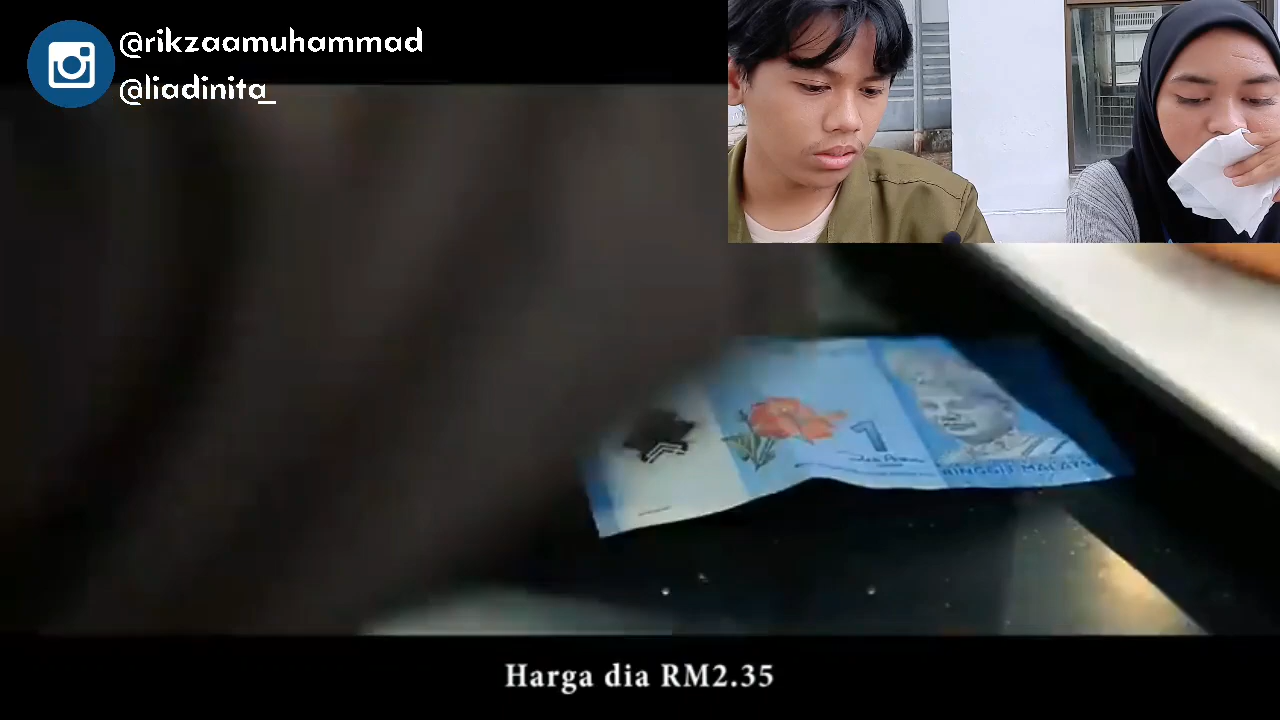 @rikzaamuhammad
@liadinita_
1
RINGGIT MALAYSIA
Harga dia RM2.35